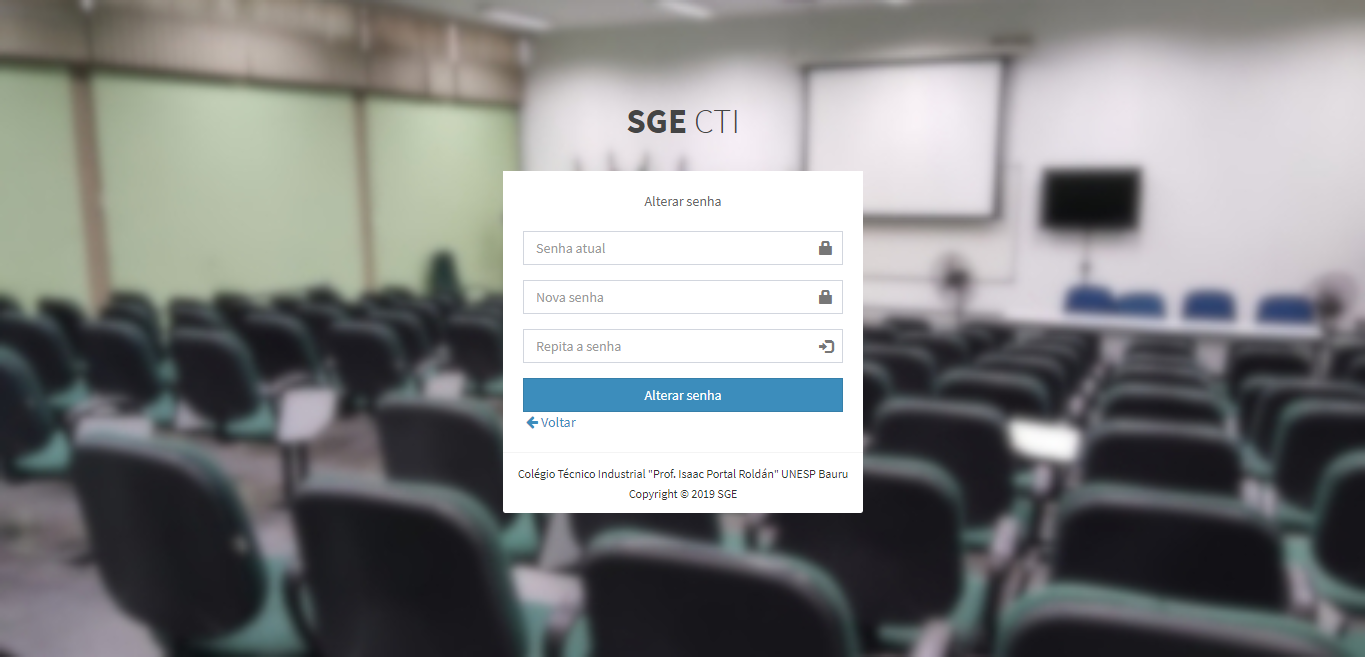 SGE CTI
Alterar senha
Senha atual
Nova senha
Repita a senha
Alterar senha
Voltar
Colégio Técnico Industrial "Prof. Isaac Portal Roldán" UNESP Bauru
Copyright © 2019 SGE